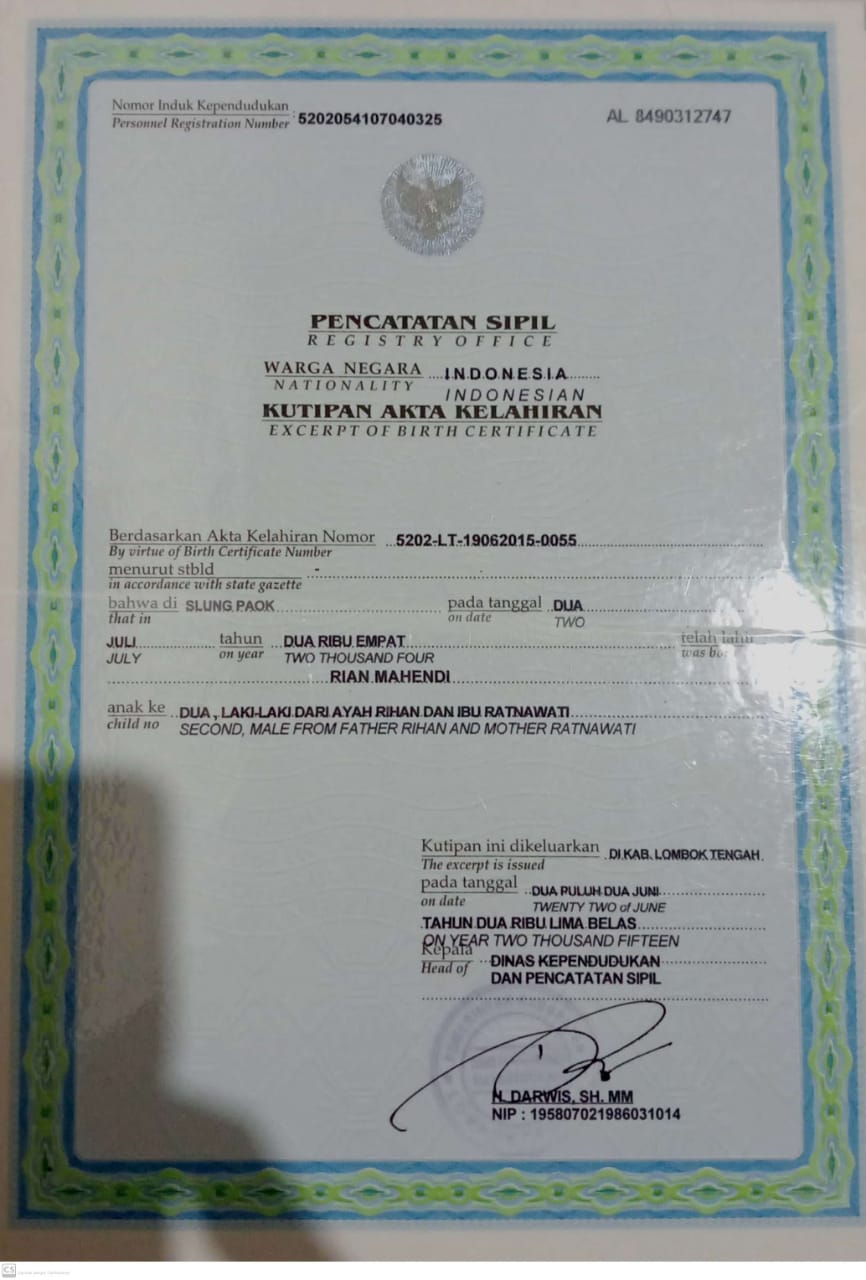 Nomor Induk Kependudukan : 5202054107040325
Personnel Registration Number
AL 8490312747
PENCATATAN SIPIL
REGISTRY OFFICE
WARGA NEGARA INDONESIA
NATIONALITY INDONESIAN
KUTIPAN AKTA KELAHIRAN
EXCERPT OF BIRTH CERTIFICATE
Berdasarkan Akta Kelahiran Nomor 5202-LT-19062015-0055
By virtue of Birth Certificate Number
menurut stbld -
in accordance with state gazette
bahwa di SLUNG PAOK pada tanggal DUA
that in on date TWO
JULI tahun DUA RIBU EMPAT telah lahir
JULY on year TWO THOUSAND FOUR was
RIAN MAHENDI
anak ke DUA, LAKI-LAKI DARI AYAH RIHAN DAN IBU RATNAWATI
child no SECOND, MALE FROM FATHER RIHAN AND MOTHER RATNAWATI
Kutipan ini dikeluarkan DI KAB. LOMBOK TENGAH
The excerpt is issued
pada tanggal DUA PULUH DUA JUNI
on date TWENTY TWO of JUNE
TAHUN DUA RIBU LIMA BELAS
ON YEAR TWO THOUSAND FIFTEEN
Kepala DINAS KEPENDUDUKAN
Head of DAN PENCATATAN SIPIL
H. DARWIS, SH. MM
NIP : 195807021986031014
CS